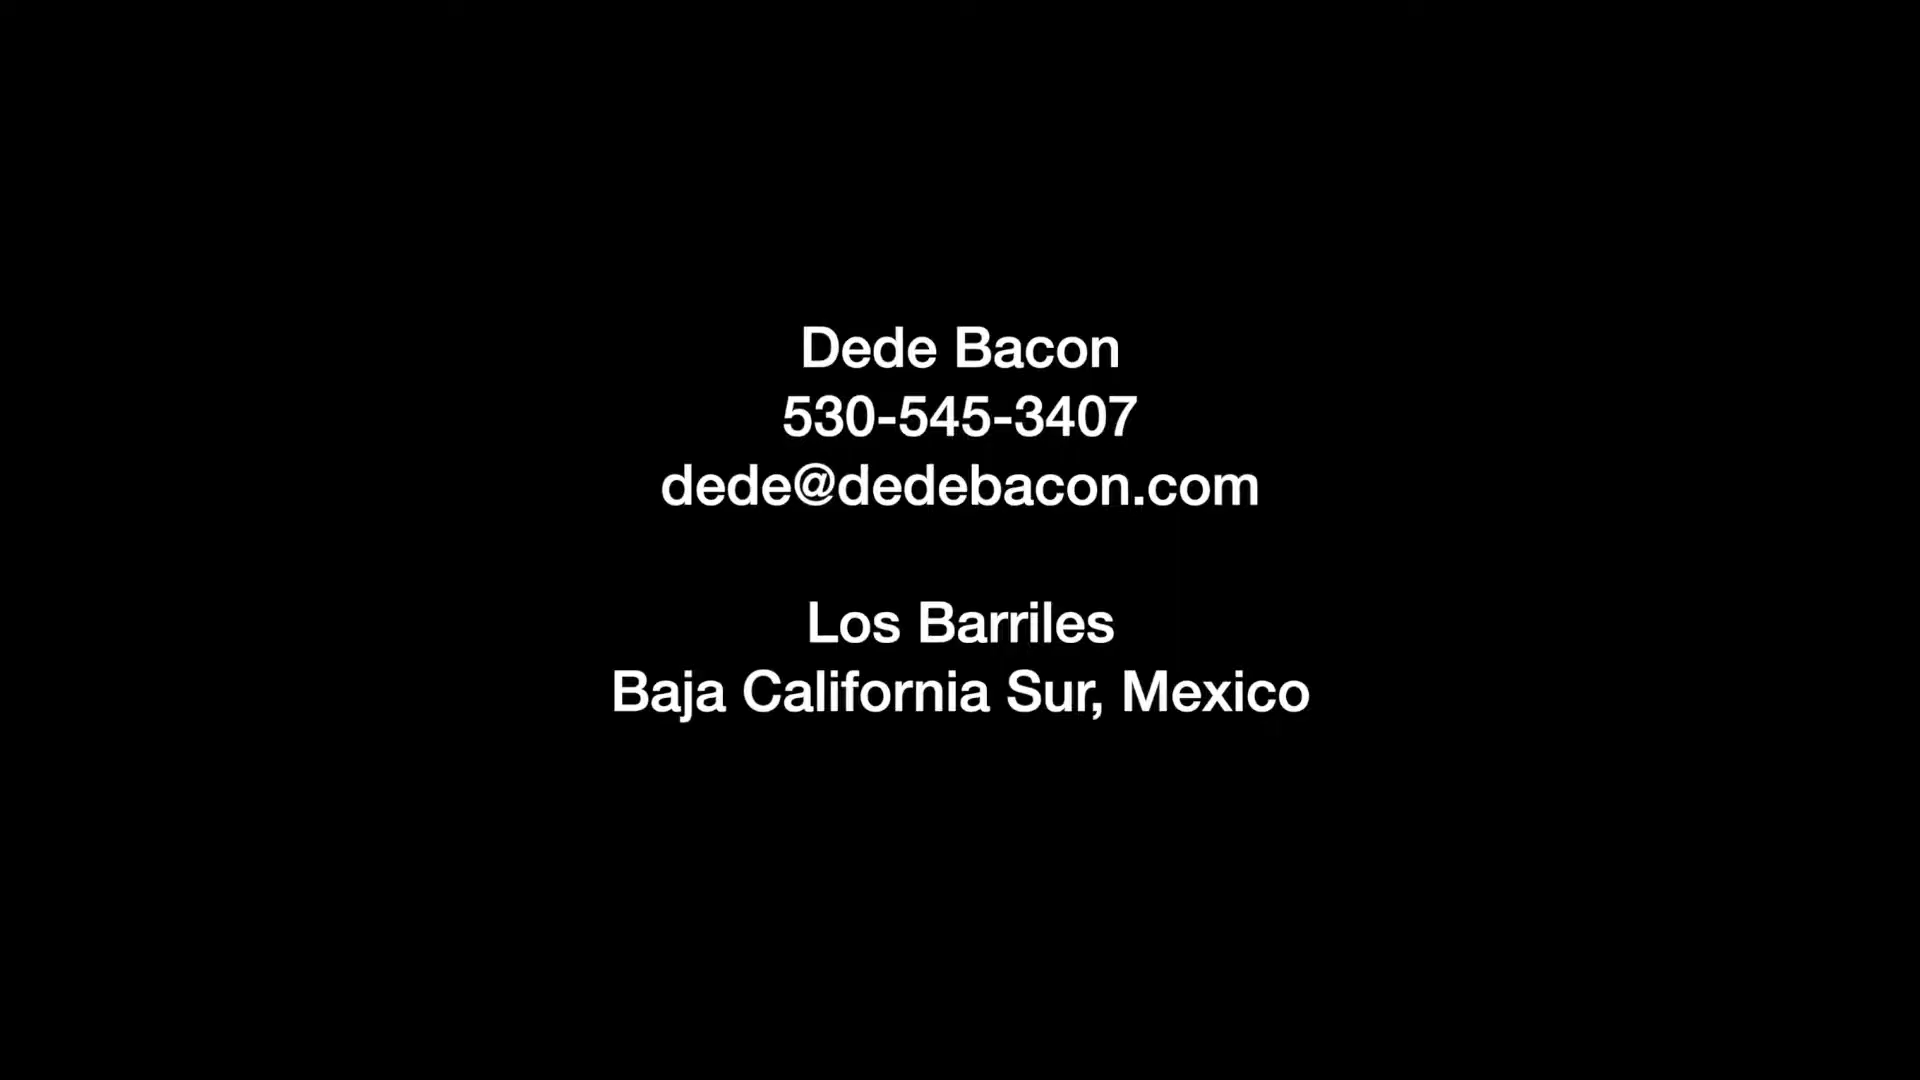 Dede Bacon
530-545-3407
dede@dedebacon.com
Los Barriles
Baja California Sur, Mexico